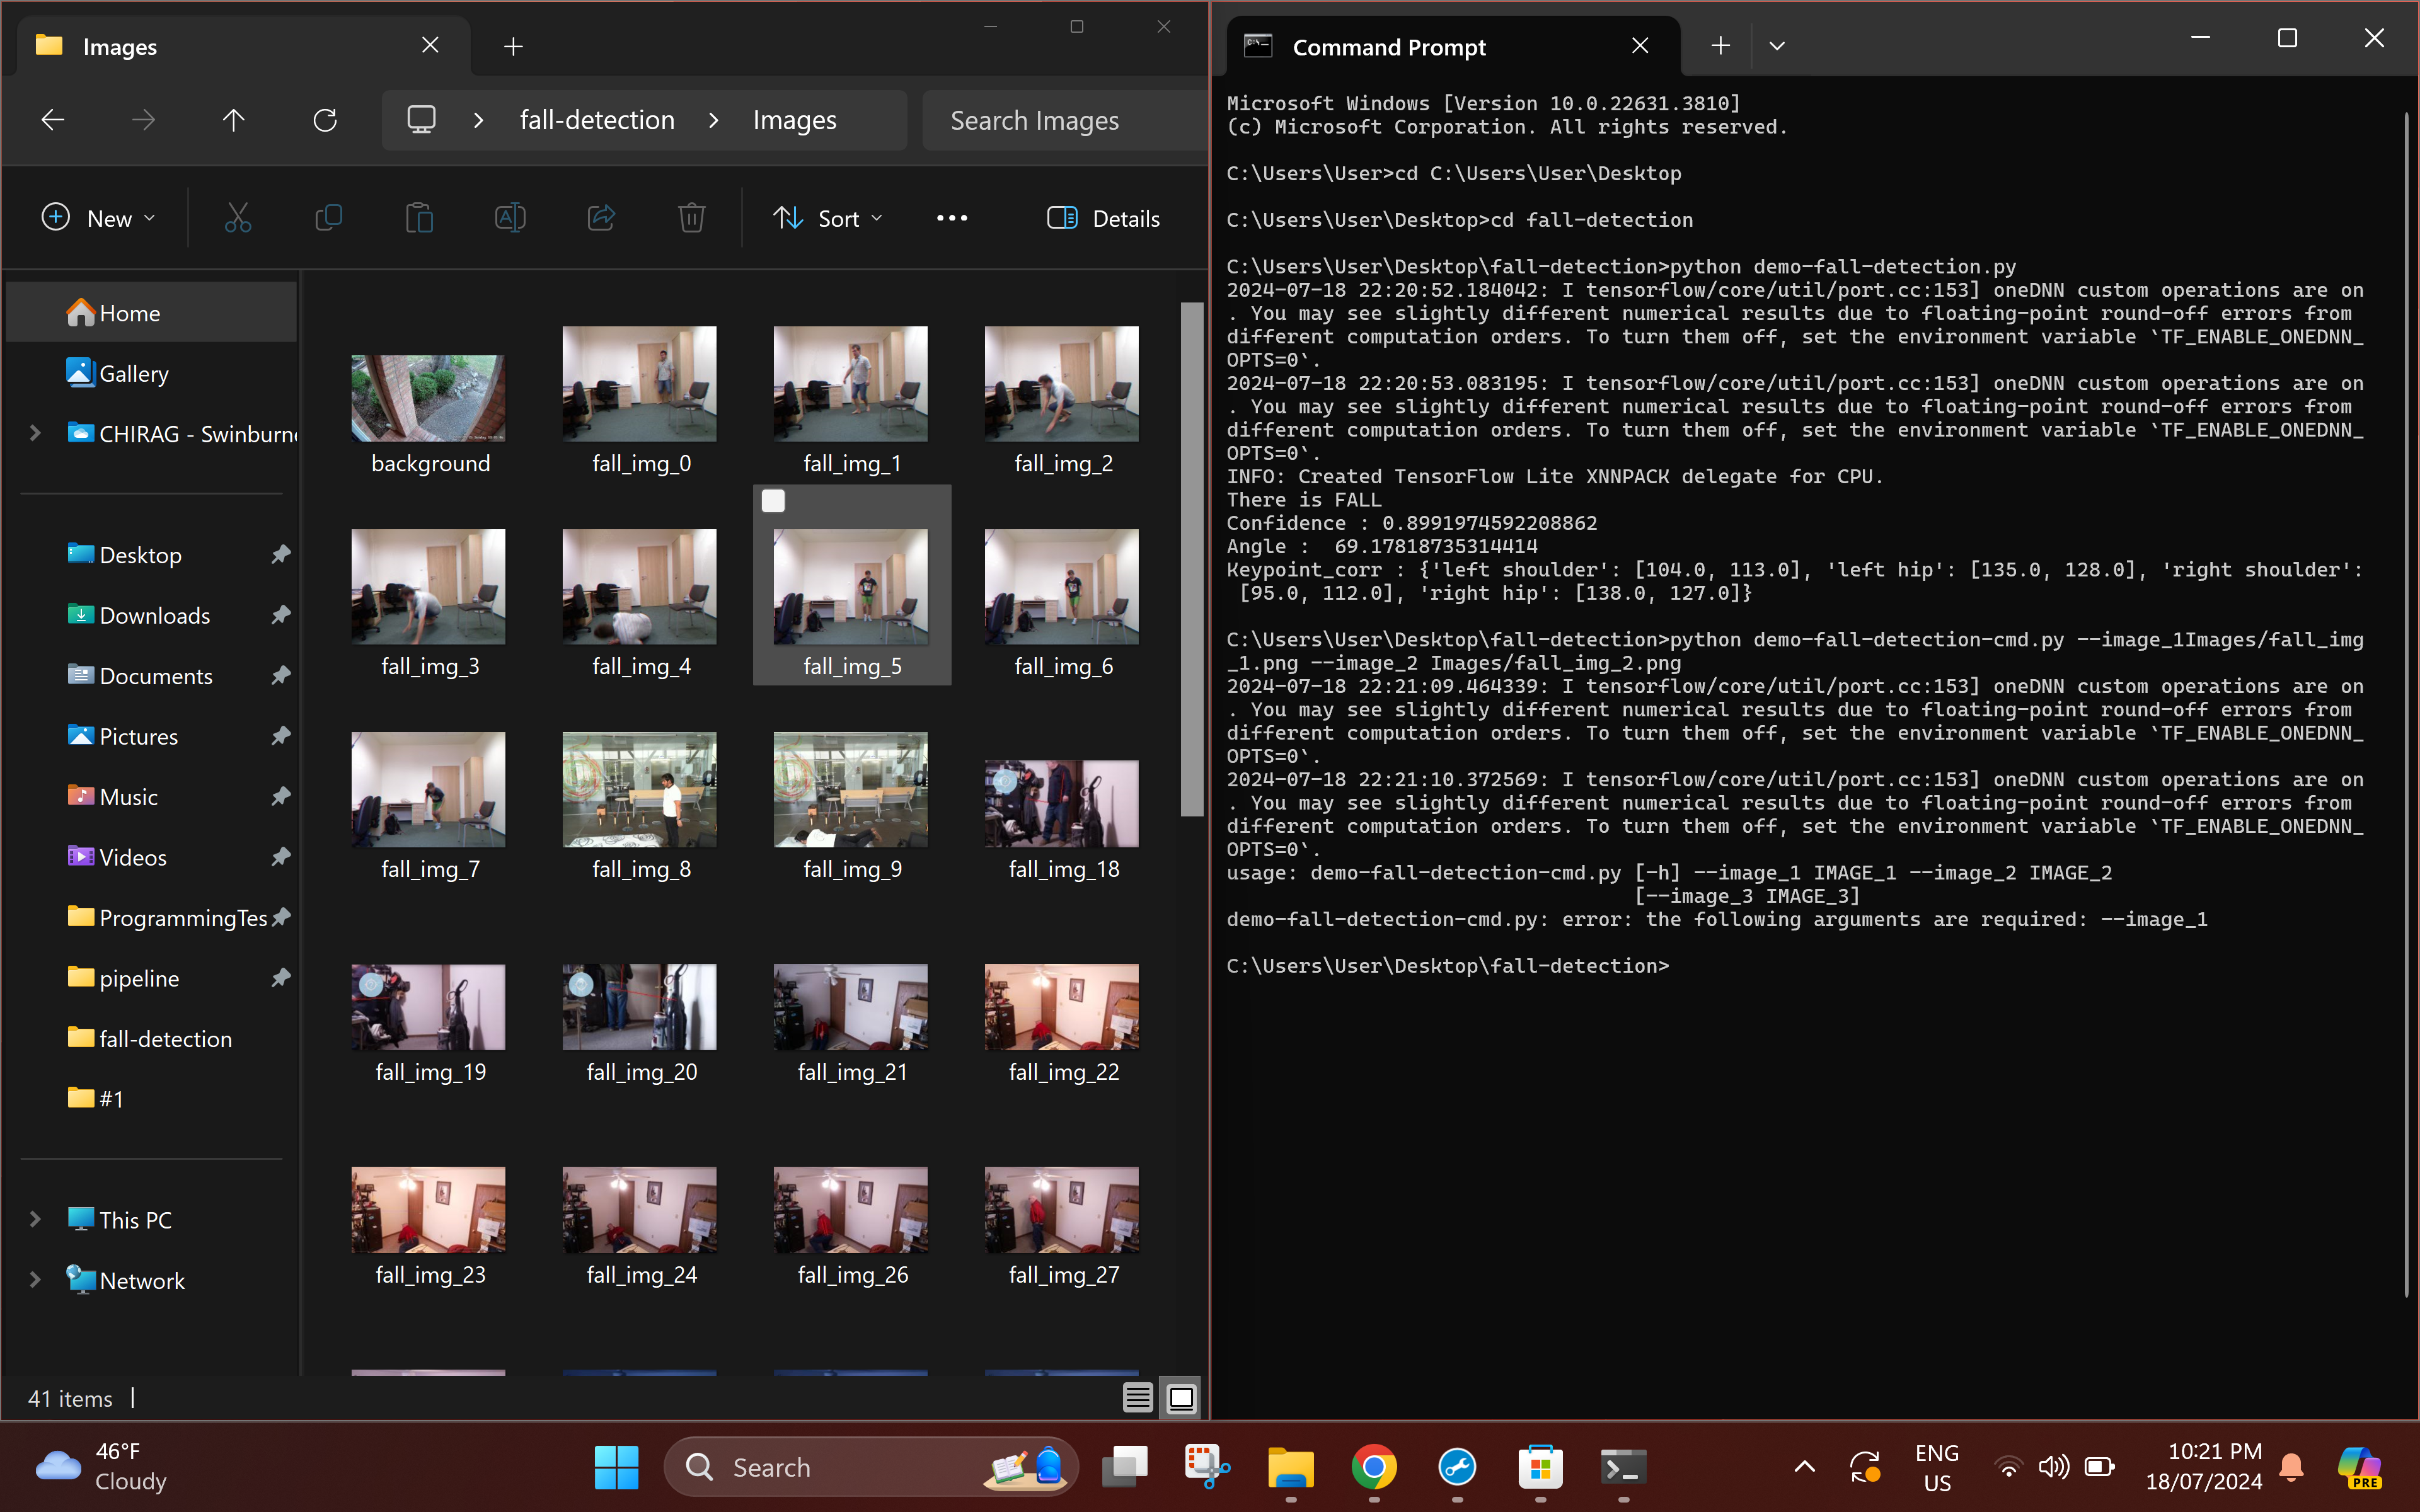 Images
fall-detection
Images
Search Images
New
Sort
Details
Home
Gallery
CHIRAG - Swinburn
Desktop
Downloads
Documents
Pictures
Music
Videos
ProgrammingTes
pipeline
fall-detection
#1
This PC
Network
background
fall_img_0
fall_img_1
fall_img_2
fall_img_3
fall_img_4
fall_img_5
fall_img_6
fall_img_7
fall_img_8
fall_img_9
fall_img_18
fall_img_19
fall_img_20
fall_img_21
fall_img_22
fall_img_23
fall_img_24
fall_img_26
fall_img_27
41 items
Command Prompt
Microsoft Windows [Version 10.0.22631.3810]
(c) Microsoft Corporation. All rights reserved.
C:\Users\User>cd C:\Users\User\Desktop
C:\Users\User\Desktop>cd fall-detection
C:\Users\User\Desktop\fall-detection>python demo-fall-detection.py
2024-07-18 22:20:52.184042: I tensorflow/core/util/port.cc:153] oneDNN custom operations are on
. You may see slightly different numerical results due to floating-point round-off errors from
different computation orders. To turn them off, set the environment variable `TF_ENABLE_ONEDNN_
OPTS=0`.
2024-07-18 22:20:53.083195: I tensorflow/core/util/port.cc:153] oneDNN custom operations are on
. You may see slightly different numerical results due to floating-point round-off errors from
different computation orders. To turn them off, set the environment variable `TF_ENABLE_ONEDNN_
OPTS=0`.
INFO: Created TensorFlow Lite XNNPACK delegate for CPU.
There is FALL
Confidence : 0.8991974592208862
Angle :  69.17818735314414
Keypoint_corr : {'left shoulder': [104.0, 113.0], 'left hip': [135.0, 128.0], 'right shoulder':
 [95.0, 112.0], 'right hip': [138.0, 127.0]}
C:\Users\User\Desktop\fall-detection>python demo-fall-detection-cmd.py --image_1Images/fall_img
_1.png --image_2 Images/fall_img_2.png
2024-07-18 22:21:09.464339: I tensorflow/core/util/port.cc:153] oneDNN custom operations are on
. You may see slightly different numerical results due to floating-point round-off errors from
different computation orders. To turn them off, set the environment variable `TF_ENABLE_ONEDNN_
OPTS=0`.
2024-07-18 22:21:10.372569: I tensorflow/core/util/port.cc:153] oneDNN custom operations are on
. You may see slightly different numerical results due to floating-point round-off errors from
different computation orders. To turn them off, set the environment variable `TF_ENABLE_ONEDNN_
OPTS=0`.
usage: demo-fall-detection-cmd.py [-h] --image_1 IMAGE_1 --image_2 IMAGE_2
[--image_3 IMAGE_3]
demo-fall-detection-cmd.py: error: the following arguments are required: --image_1
C:\Users\User\Desktop\fall-detection>
46°F
Cloudy
Search
ENG
US
10:21 PM
18/07/2024
PRE